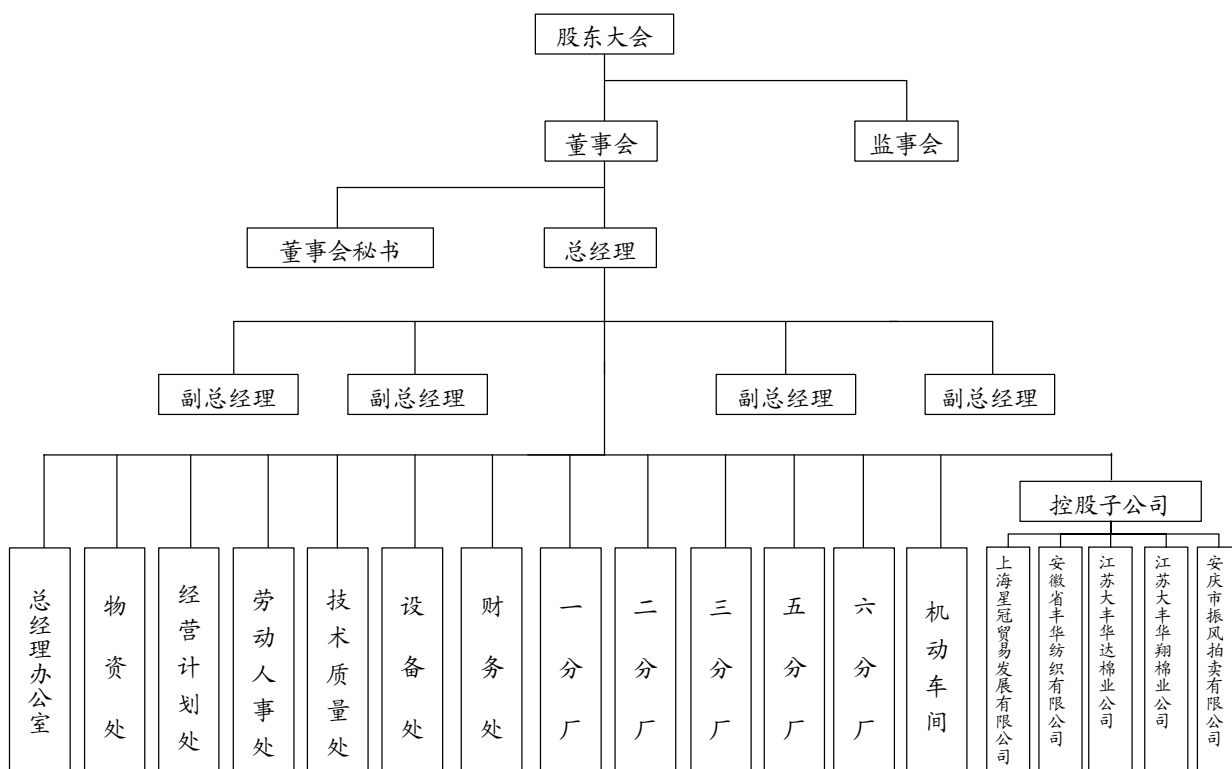 股东大会
董事会
监事会
董事会秘书
总经理
副总经理
副总经理
副总经理
副总经理
控股子公司
总经理办公室
物资处
经营计划处
劳动人事处
技术质量处
设备处
财务处
一分厂
二分厂
三分厂
五分厂
六分厂
机动车间
上海星冠贸易发展有限公司
安徽省丰华纺织有限公司
江苏大丰华达棉业公司
江苏大丰华翔棉业公司
安庆市振风拍卖有限公司